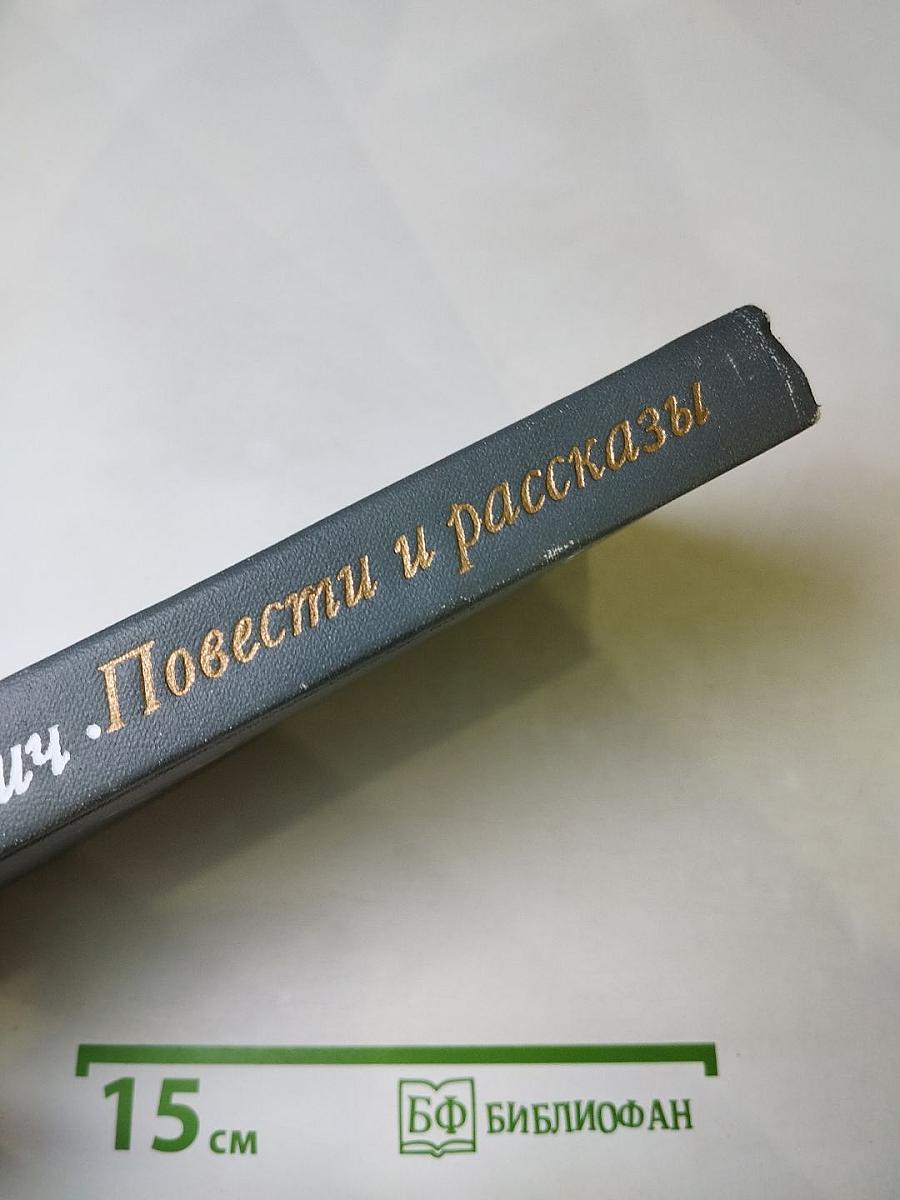 ич · Повести и рассказы
15 см
БФ БИБЛИОФАН